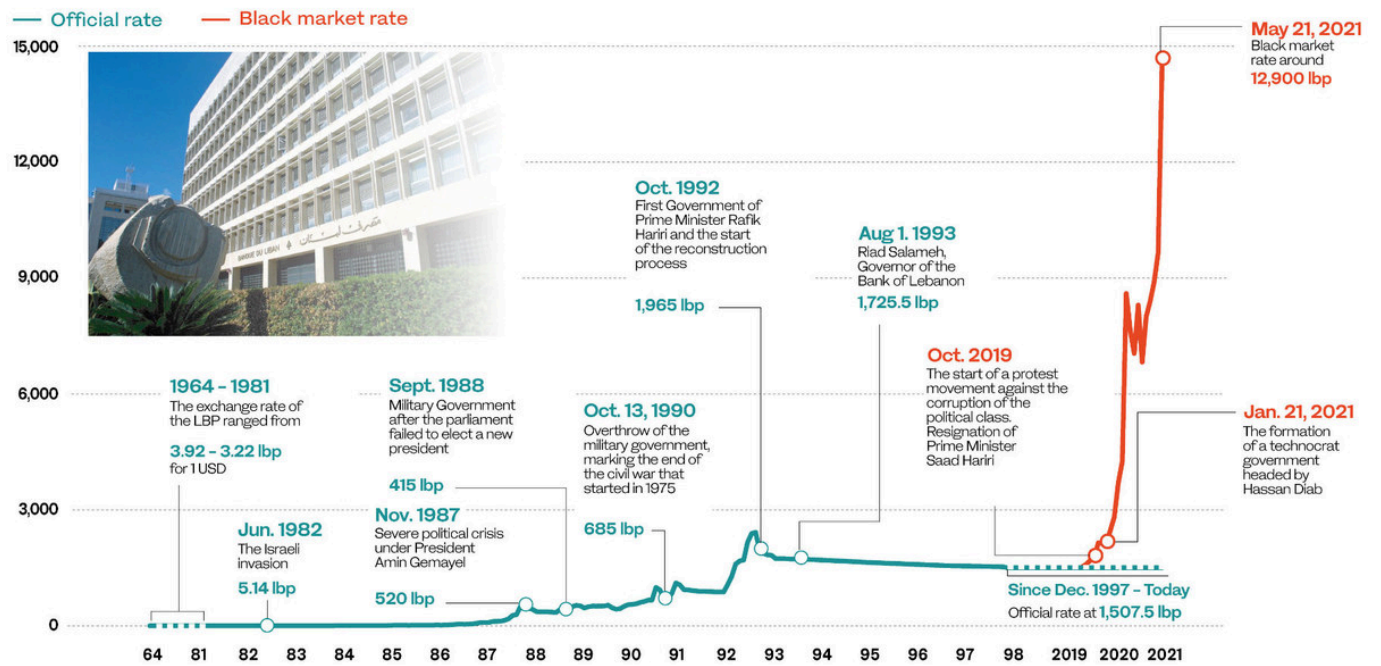 Official rate
Black market rate
15,000
12,000
9,000
6,000
3,000
0
BANQUE DU LIBAN
مصرف لبنان
May 21, 2021
Black market
rate around
12,900 lbp
Oct. 1992
First Government of
Prime Minister Rafik
Hariri and the start
of the reconstruction
process
1,965 lbp
Aug 1. 1993
Riad Salameh,
Governor of the
Bank of Lebanon
1,725.5 lbp
1964 – 1981
The exchange rate of
the LBP ranged from
3.92 – 3.22 lbp
for 1 USD
Sept. 1988
Military Government
after the parliament
failed to elect a new
president
415 lbp
Oct. 13, 1990
Overthrow of the
military government,
marking the end of
the civil war that
started in 1975
685 lbp
Oct. 2019
The start of a protest
movement against the
corruption of the
political class.
Resignation of
Prime Minister
Saad Hariri
Jan. 21, 2021
The formation
of a technocrat
government
headed by
Hassan Diab
Jun. 1982
The Israeli
invasion
5.14 lbp
Nov. 1987
Severe political crisis
under President
Amin Gemayel
520 lbp
Since Dec. 1997 – Today
Official rate at 1,507.5 lbp
64 81 82 83 84 85 86 87 88 89 90 91 92 93 94 95 96 97 98 2019 2020 2021